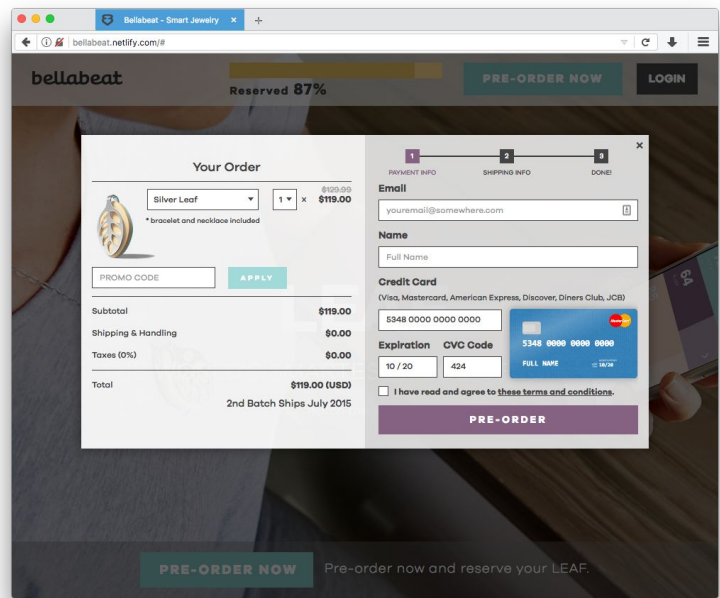 Bellabeat - Smart Jewelry × +
bellabeat.netlify.com/#
bellabeat
Reserved 87%
PRE-ORDER NOW
LOGIN
×
Your Order
Silver Leaf 1 × $129.99
$119.00
* bracelet and necklace included
PROMO CODE APPLY
Subtotal $119.00
Shipping & Handling $0.00
Taxes (0%) $0.00
Total $119.00 (USD)
2nd Batch Ships July 2015
1 2 3
PAYMENT INFO SHIPPING INFO DONE!
Email
youremail@somewhere.com
Name
Full Name
Credit Card
(Visa, Mastercard, American Express, Discover, Diners Club, JCB)
5348 0000 0000 0000
Expiration CVC Code
10 / 20 424
MasterCard
5348 0000 0000 0000
FULL NAME 10/20
I have read and agree to these terms and conditions.
PRE-ORDER
64
PRE-ORDER NOW Pre-order now and reserve your LEAF.